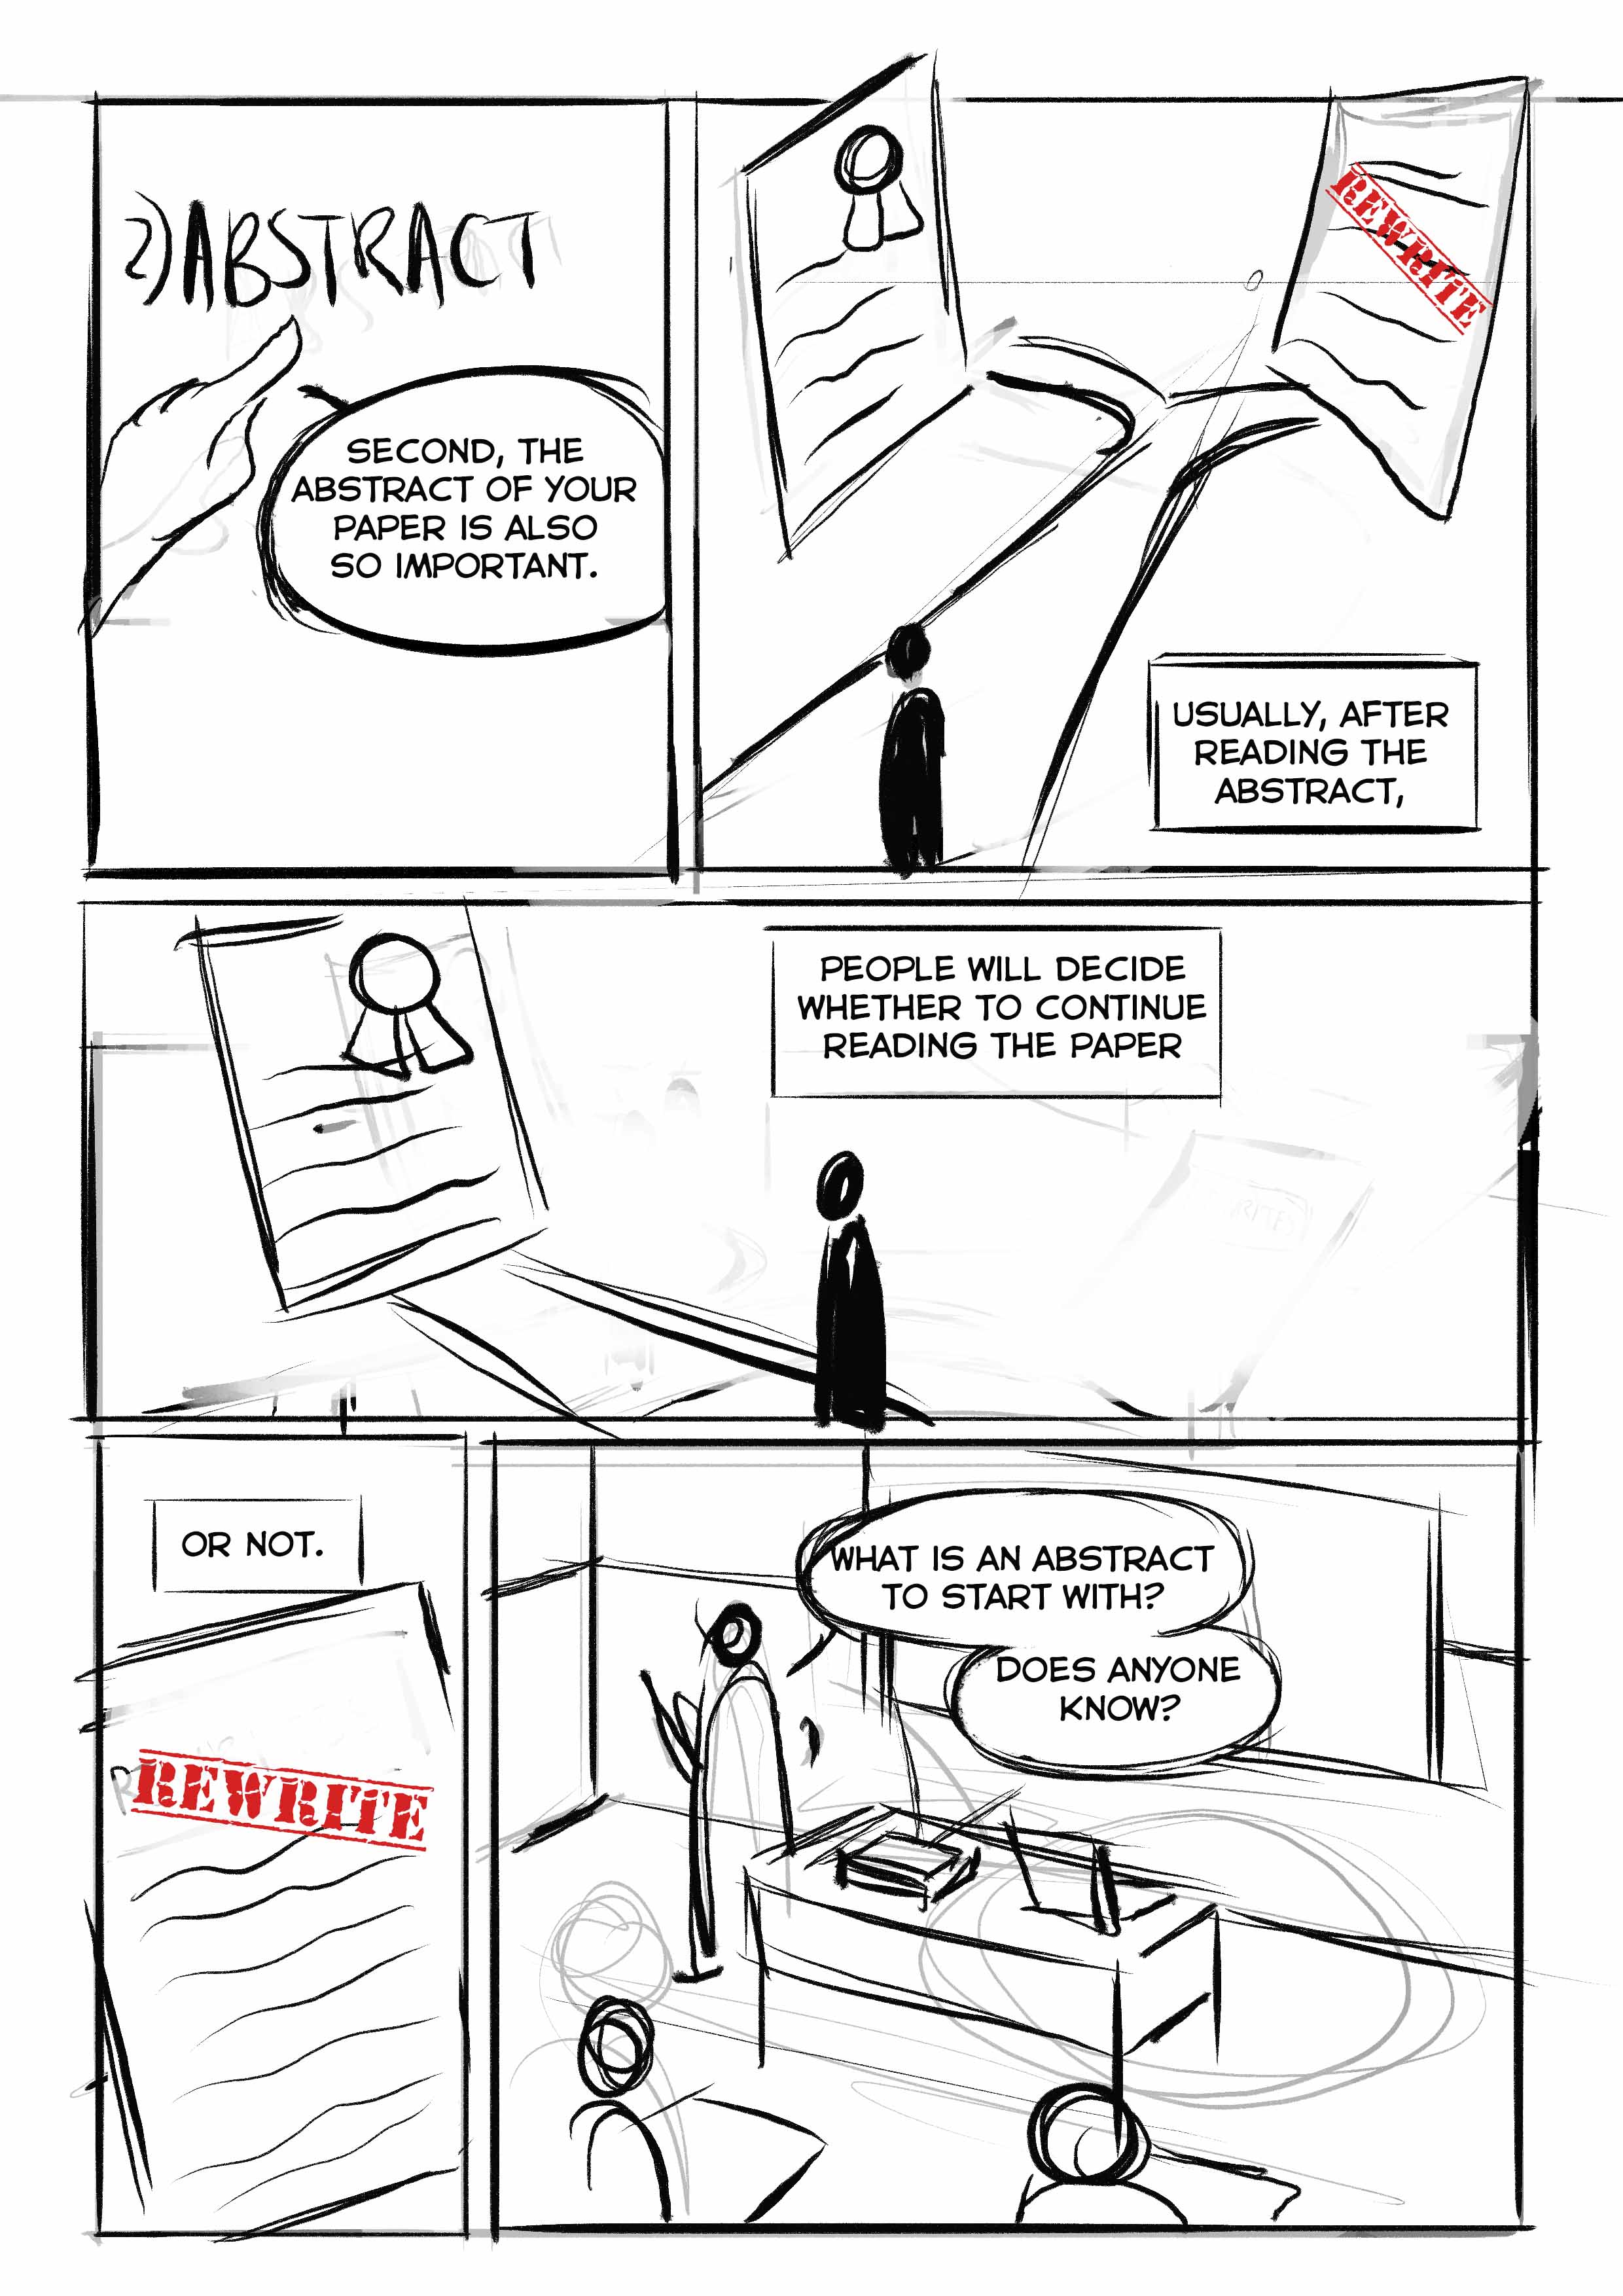 2) ABSTRACT
SECOND, THE
ABSTRACT OF YOUR
PAPER IS ALSO
SO IMPORTANT.
REWRITE
USUALLY, AFTER
READING THE
ABSTRACT,
PEOPLE WILL DECIDE
WHETHER TO CONTINUE
READING THE PAPER
OR NOT.
REWRITE
WHAT IS AN ABSTRACT
TO START WITH?
DOES ANYONE
KNOW?